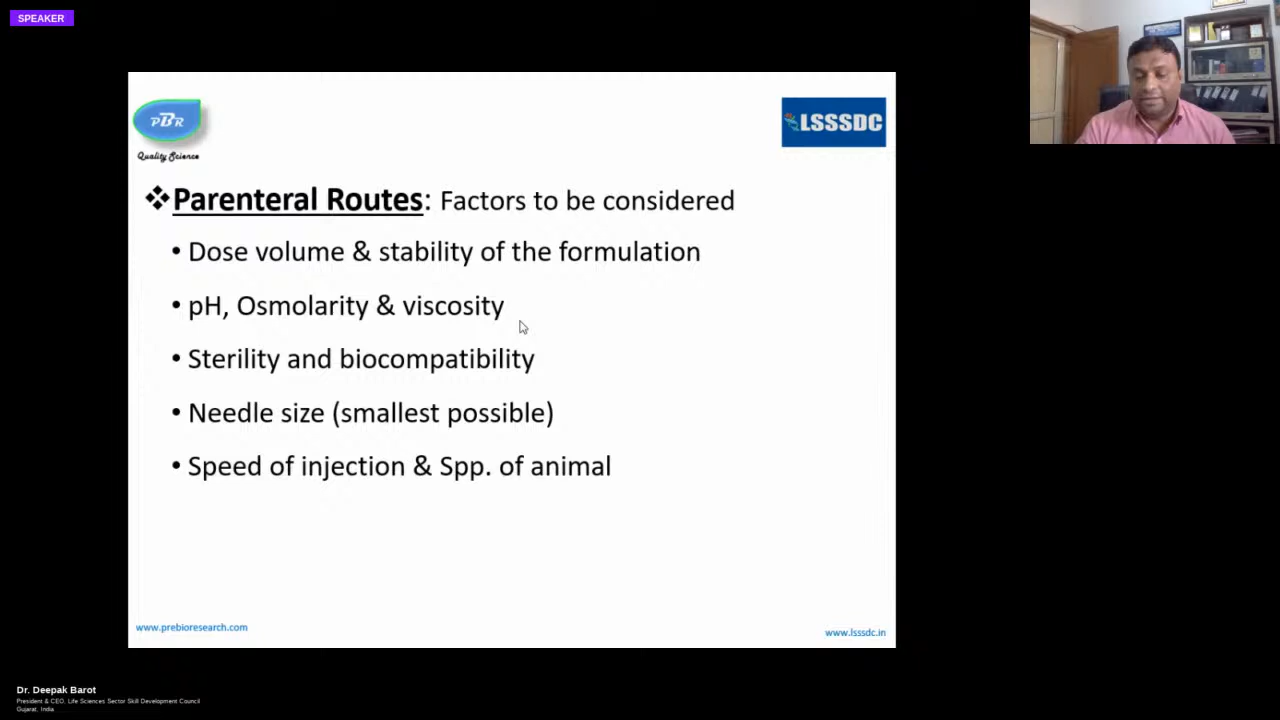 SPEAKER
PBR
Quality Science
LSSSDC
❖Parenteral Routes: Factors to be considered
• Dose volume & stability of the formulation
• pH, Osmolarity & viscosity
• Sterility and biocompatibility
• Needle size (smallest possible)
• Speed of injection & Spp. of animal
www.prebioresearch.com
www.lsssdc.in
Dr. Deepak Barot
President & CEO, Life Sciences Sector Skill Development Council
Gujarat, India